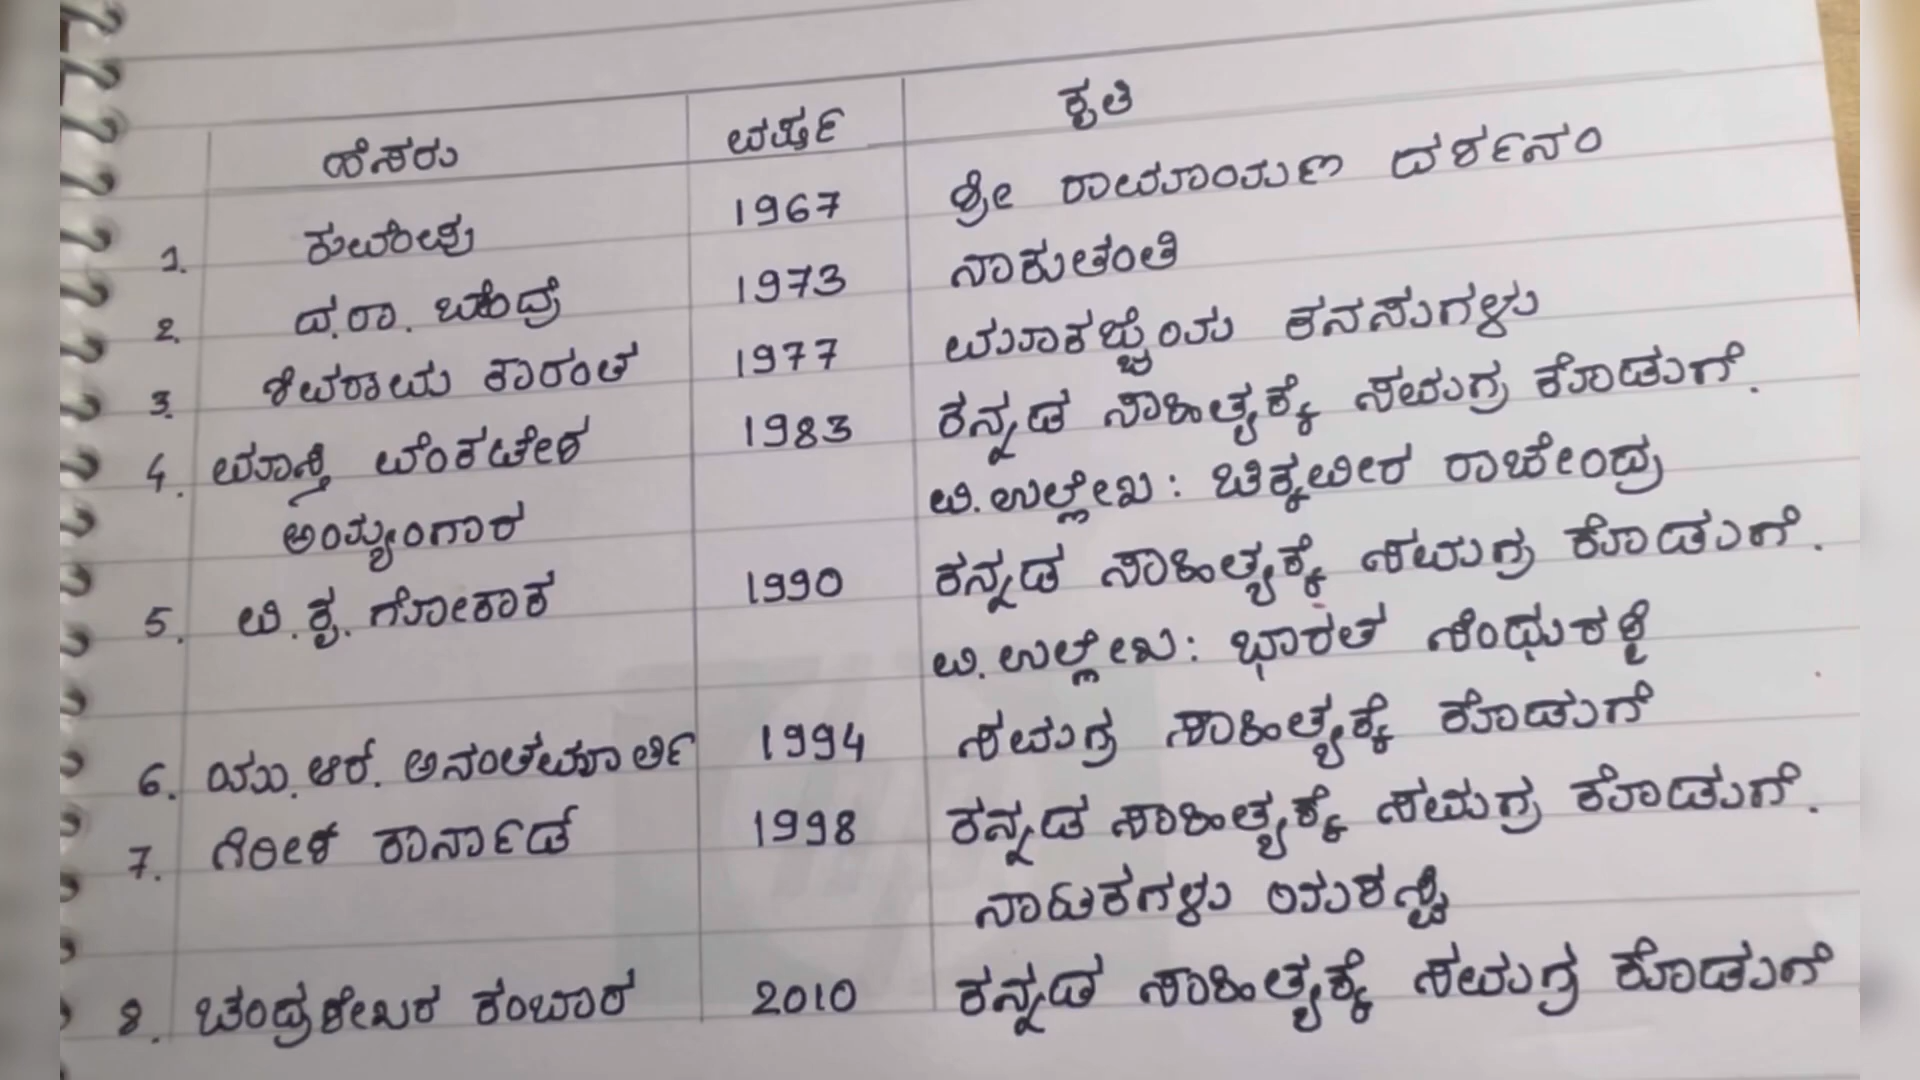 ಹೆಸರು ವರ್ಷ ಕೃತಿ
1. ಕುವೆಂಪು 1967 ಶ್ರೀ ರಾಮಾಯಣ ದರ್ಶನಂ
2. ದ.ರಾ. ಬೇಂದ್ರೆ 1973 ನಾಕುತಂತಿ
3. ಶಿವರಾಮ ಕಾರಂತ 1977 ಮೂಕಜ್ಜಿಯ ಕನಸುಗಳು
4. ಮಾಸ್ತಿ ವೆಂಕಟೇಶ 1983 ಕನ್ನಡ ಸಾಹಿತ್ಯಕ್ಕೆ ಸಮಗ್ರ ಕೊಡುಗೆ.
ಅಯ್ಯಂಗಾರ ವಿ.ಉಲ್ಲೇಖ: ಚಿಕ್ಕವೀರ ರಾಜೇಂದ್ರ
5. ವಿ.ಕೃ.ಗೋಕಾಕ 1990 ಕನ್ನಡ ಸಾಹಿತ್ಯಕ್ಕೆ ಸಮಗ್ರ ಕೊಡುಗೆ.
ವಿ.ಉಲ್ಲೇಖ: ಭಾರತ ಸಿಂಧುರಶ್ಮಿ
6. ಯು.ಆರ್. ಅನಂತಮೂರ್ತಿ 1994 ಸಮಗ್ರ ಸಾಹಿತ್ಯಕ್ಕೆ ಕೊಡುಗೆ
7. ಗಿರೀಶ ಕಾರ್ನಾಡ್ 1998 ಕನ್ನಡ ಸಾಹಿತ್ಯಕ್ಕೆ ಸಮಗ್ರ ಕೊಡುಗೆ.
ನಾಟಕಗಳು ಯಶಸ್ವಿ
8. ಚಂದ್ರಶೇಖರ ಕಂಬಾರ 2010 ಕನ್ನಡ ಸಾಹಿತ್ಯಕ್ಕೆ ಸಮಗ್ರ ಕೊಡುಗೆ